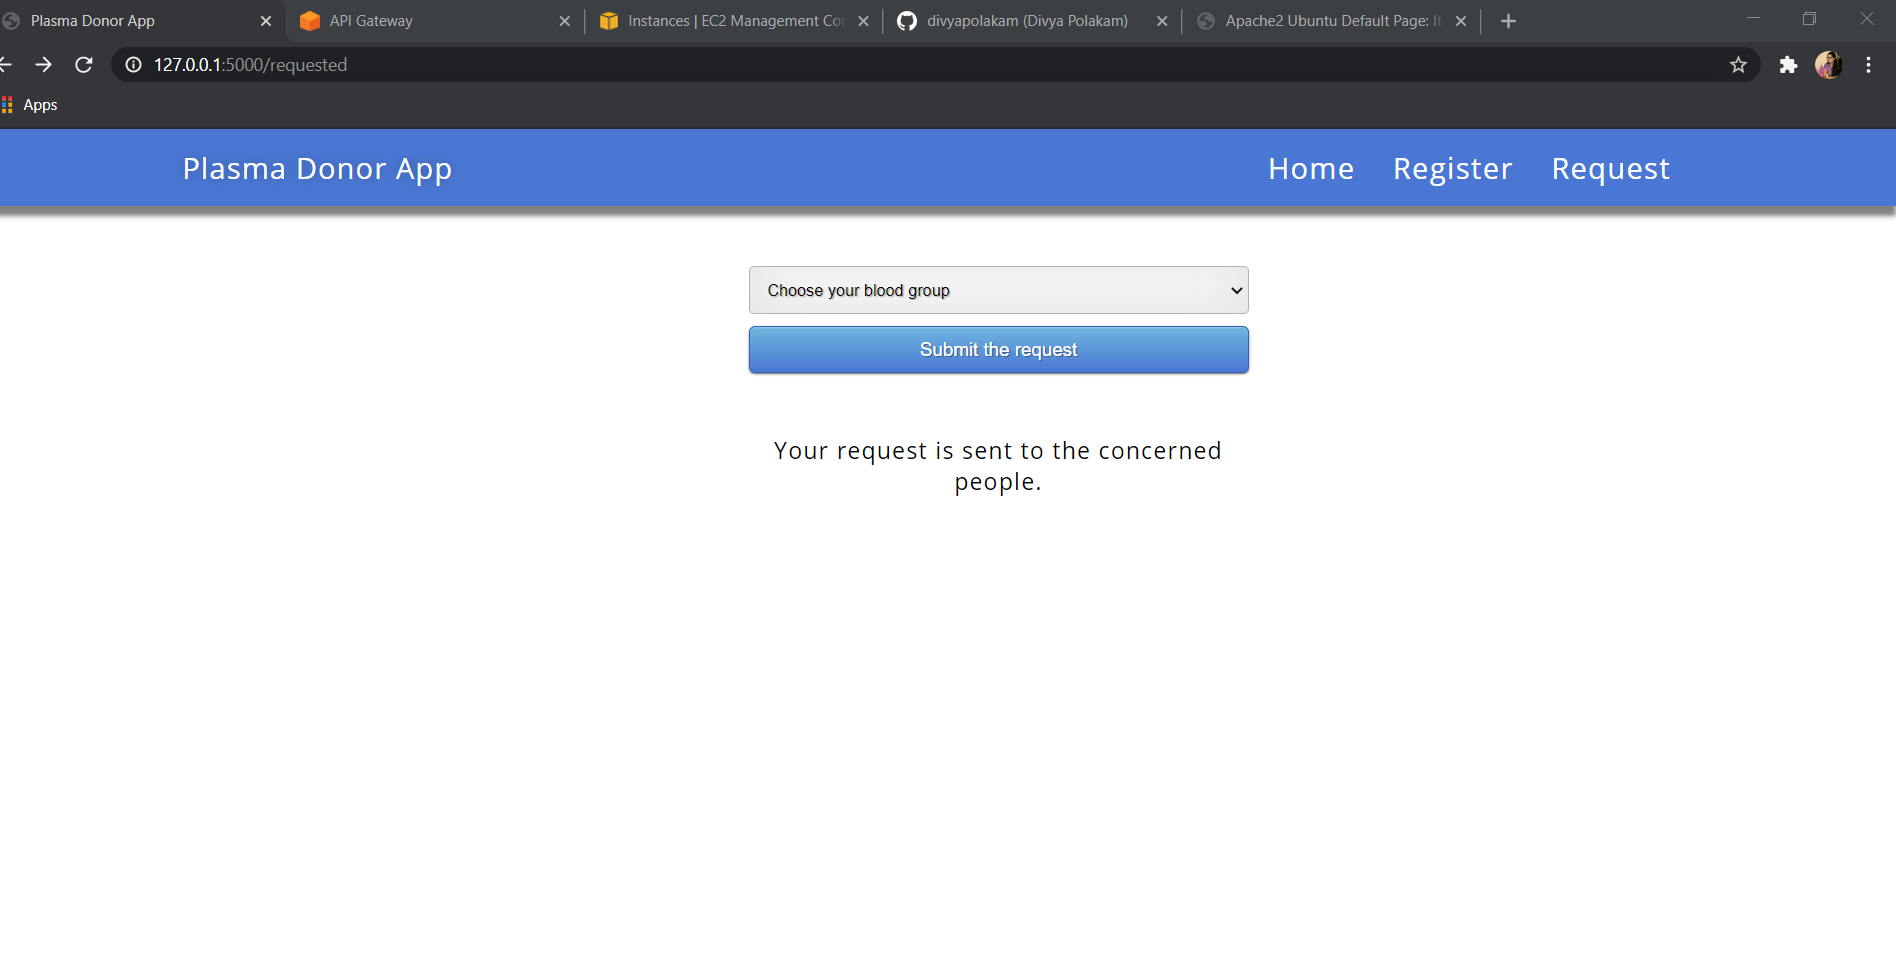 Plasma Donor App
API Gateway
Instances | EC2 Management Con
divyapolakam (Divya Polakam)
Apache2 Ubuntu Default Page: It
127.0.0.1:5000/requested
Apps
Plasma Donor App
Home
Register
Request
Choose your blood group
Submit the request
Your request is sent to the concerned
people.